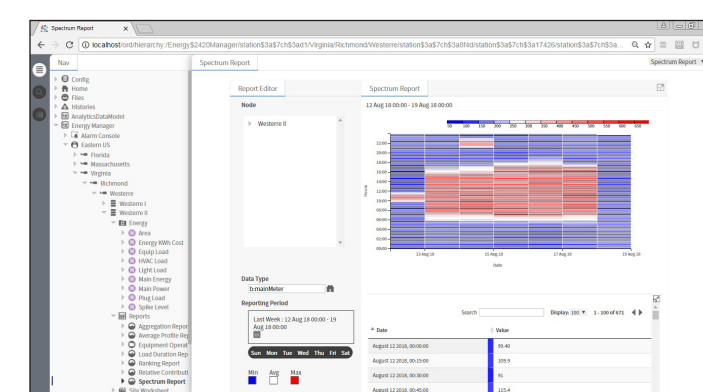 Spectrum Report
localhost/ord/hierarchy:/Energy$2420Manager/station$3a$7ch$3ad1/Virginia/Richmond/Westerre/station$3a$7ch$3a8f4d/station$3a$7ch$3a17426/station$3a$7ch$3a...
Nav
Spectrum Report
Spectrum Report
Config
Home
Files
Histories
AnalyticsDataModel
Energy Manager
Alarm Console
Eastern US
Florida
Massachusetts
Virginia
Richmond
Westerre
Westerre I
Westerre II
Energy
Area
Energy KWh Cost
Equip Load
HVAC Load
Light Load
Main Energy
Main Power
Plug Load
Spike Level
Reports
Aggregation Repor
Average Profile Rep
Equipment Operat
Load Duration Rep
Ranking Report
Relative Contributi
Spectrum Report
Site Worksheet
Report Editor
Node
Westerre II
Data Type
b:mainMeter
Reporting Period
Last Week : 12 Aug 18 00:00 - 19
Aug 18 00:00
Sun Mon Tue Wed Thu Fri Sat
Min Avg Max
Spectrum Report
12 Aug 18 00:00 - 19 Aug 18 00:00
50 100 150 200 250 300 350 400 450 500 550 600 650
22:00
20:00
18:00
16:00
14:00
12:00
10:00
08:00
06:00
04:00
02:00
00:00
13 Aug 18 15 Aug 18 17 Aug 18 19 Aug 18
Date
Search Display: 100 1 - 100 of 671
Date Value
August 12 2018, 00:00:00 99.40
August 12 2018, 00:15:00 109.9
August 12 2018, 00:30:00 91
August 12 2018, 00:45:00 115.4